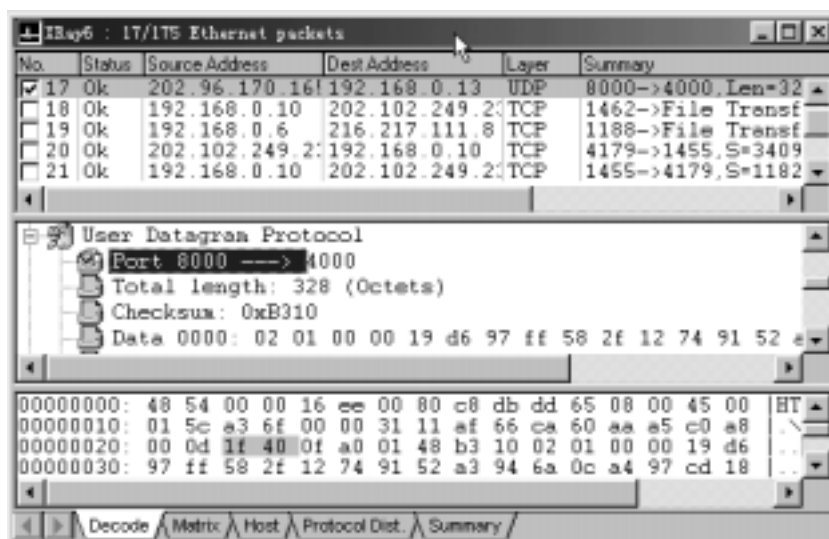 IRay6 : 17/175 Ethernet packets
No. Status Source Address Dest Address Layer Summary
17 Ok 202.96.170.16 192.168.0.13 UDP 8000->4000,Len=32
18 Ok 192.168.0.10 202.102.249.2 TCP 1462->File Transf
19 Ok 192.168.0.6 216.217.111.8 TCP 1188->File Transf
20 Ok 202.102.249.2 192.168.0.10 TCP 4179->1455,S=3409
21 Ok 192.168.0.10 202.102.249.2 TCP 1455->4179,S=1182
User Datagram Protocol
Port 8000 ---> 4000
Total length: 328 (Octets)
Checksum: 0xB310
Data 0000: 02 01 00 00 19 d6 97 ff 58 2f 12 74 91 52 a
00000000: 48 54 00 00 16 ee 00 80 c8 db dd 65 08 00 45 00 HT
00000010: 01 5c a3 6f 00 00 31 11 af 66 ca 60 aa a5 c0 a8 .\
00000020: 00 0d 1f 40 0f a0 01 48 b3 10 02 01 00 00 19 d6 ..
00000030: 97 ff 58 2f 12 74 91 52 a3 94 6a 0c a4 97 cd 18 ..
Decode Matrix Host Protocol Dist. Summary